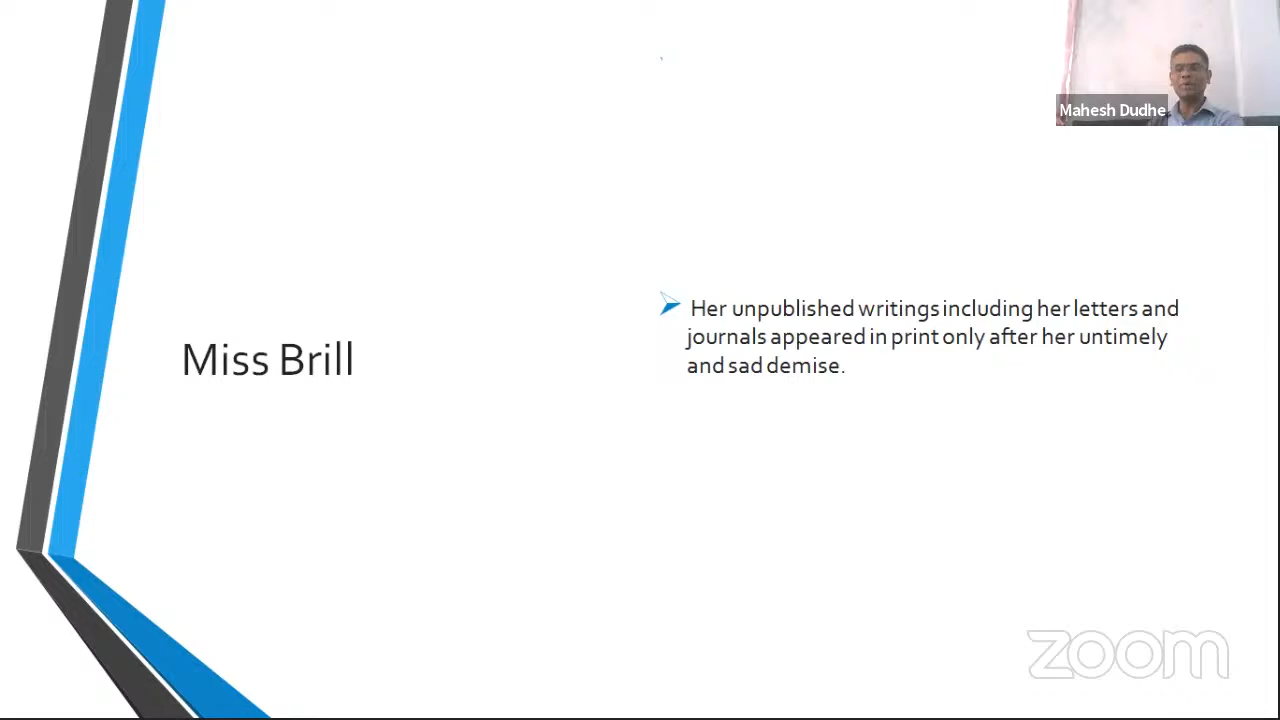 Mahesh Dudhe
Miss Brill
Her unpublished writings including her letters and
journals appeared in print only after her untimely
and sad demise.
zoom